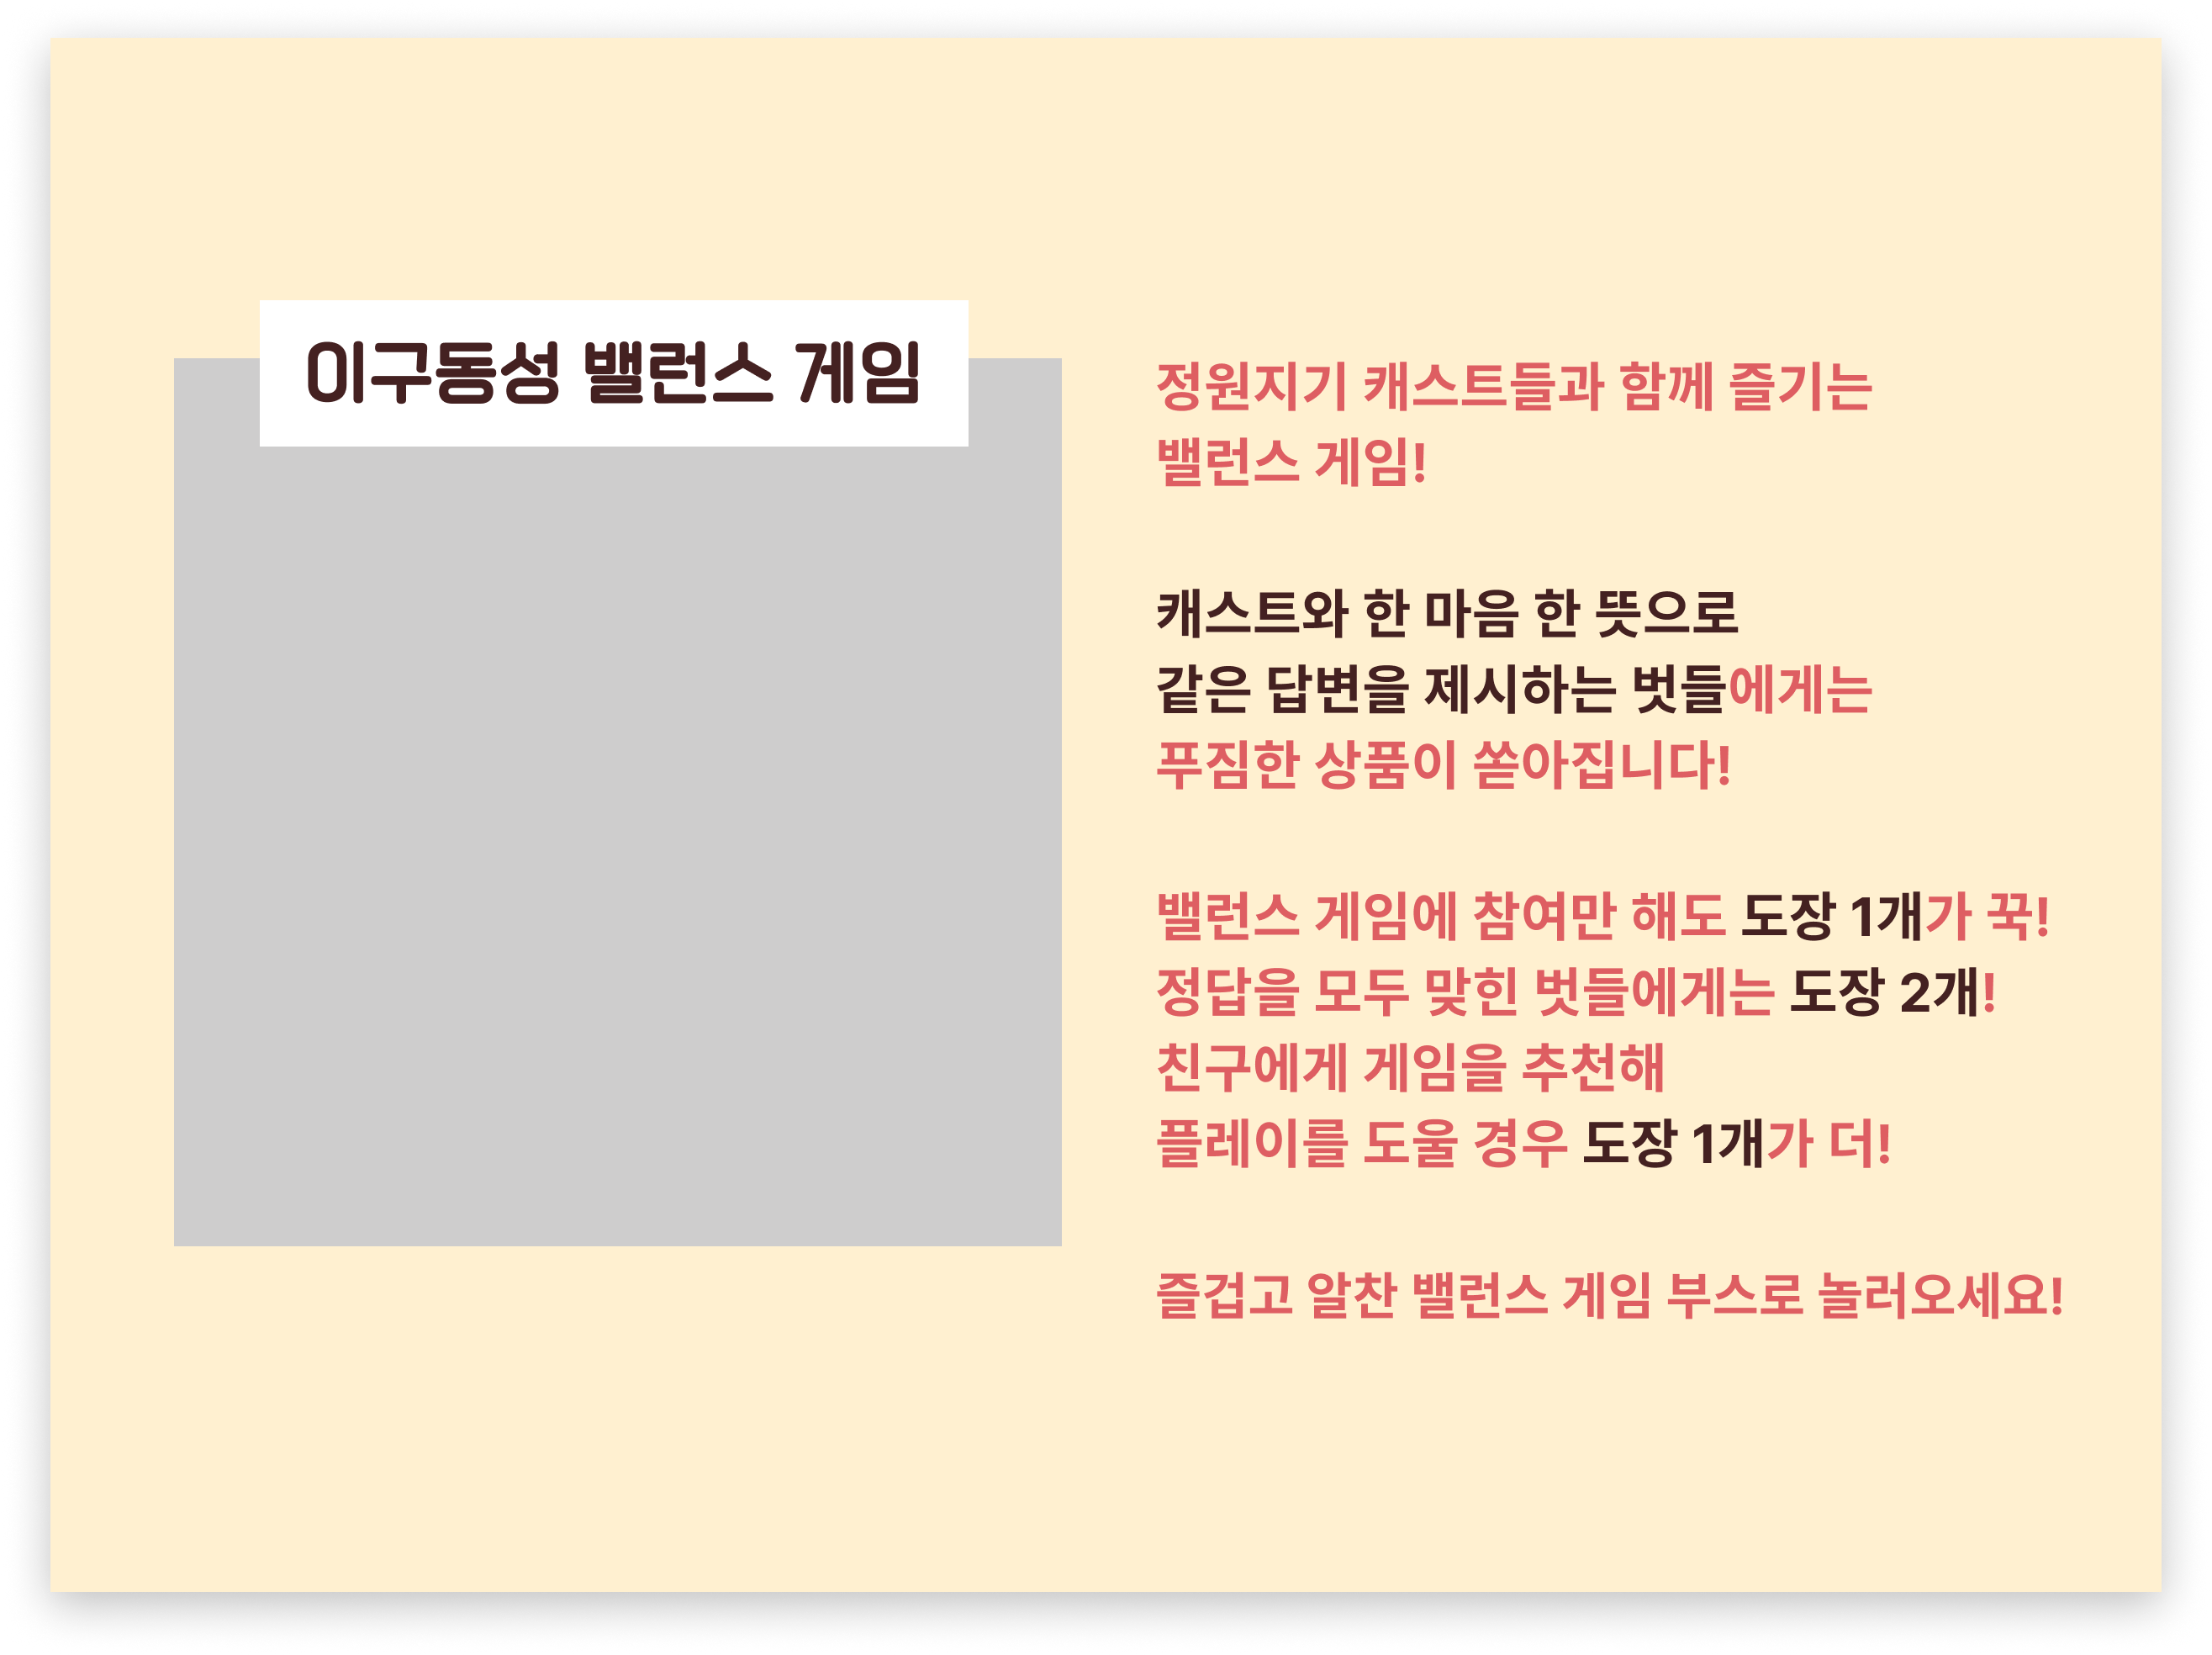 이구동성 밸런스 게임
정원지기 캐스트들과 함께 즐기는
밸런스 게임!
캐스트와 한 마음 한 뜻으로
같은 답변을 제시하는 벗들에게는
푸짐한 상품이 쏟아집니다!
밸런스 게임에 참여만 해도 도장 1개가 꾹!
정답을 모두 맞힌 벗들에게는 도장 2개!
친구에게 게임을 추천해
플레이를 도울 경우 도장 1개가 더!
즐겁고 알찬 밸런스 게임 부스로 놀러오세요!